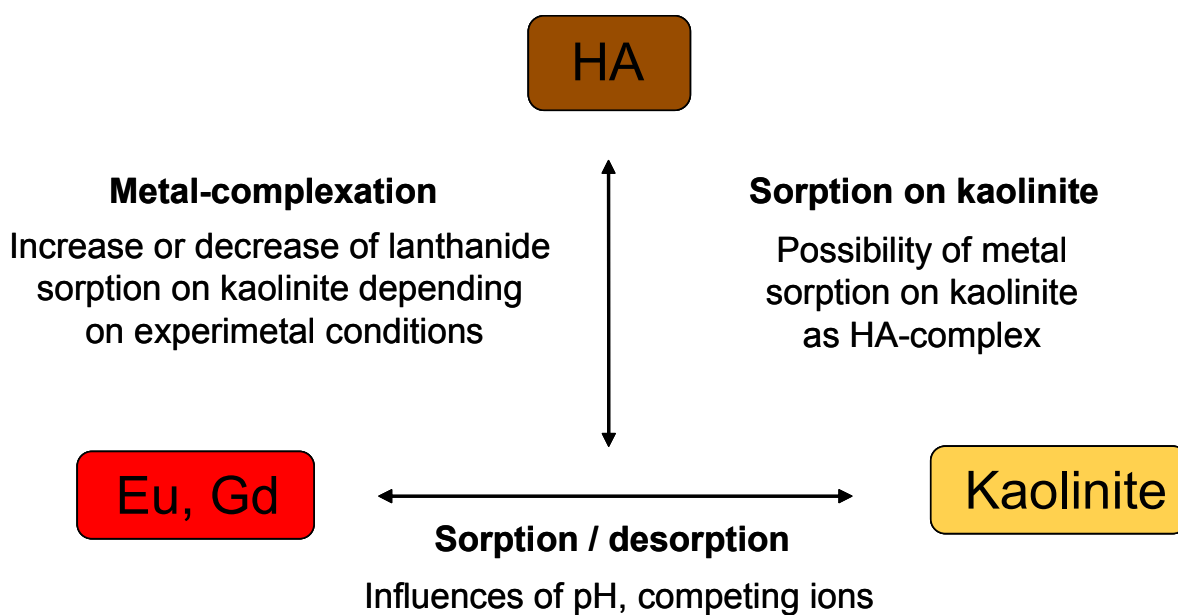 HA
Metal-complexation
Increase or decrease of lanthanide
sorption on kaolinite depending
on experimetal conditions
Sorption on kaolinite
Possibility of metal
sorption on kaolinite
as HA-complex
Eu, Gd
Kaolinite
Sorption / desorption
Influences of pH, competing ions